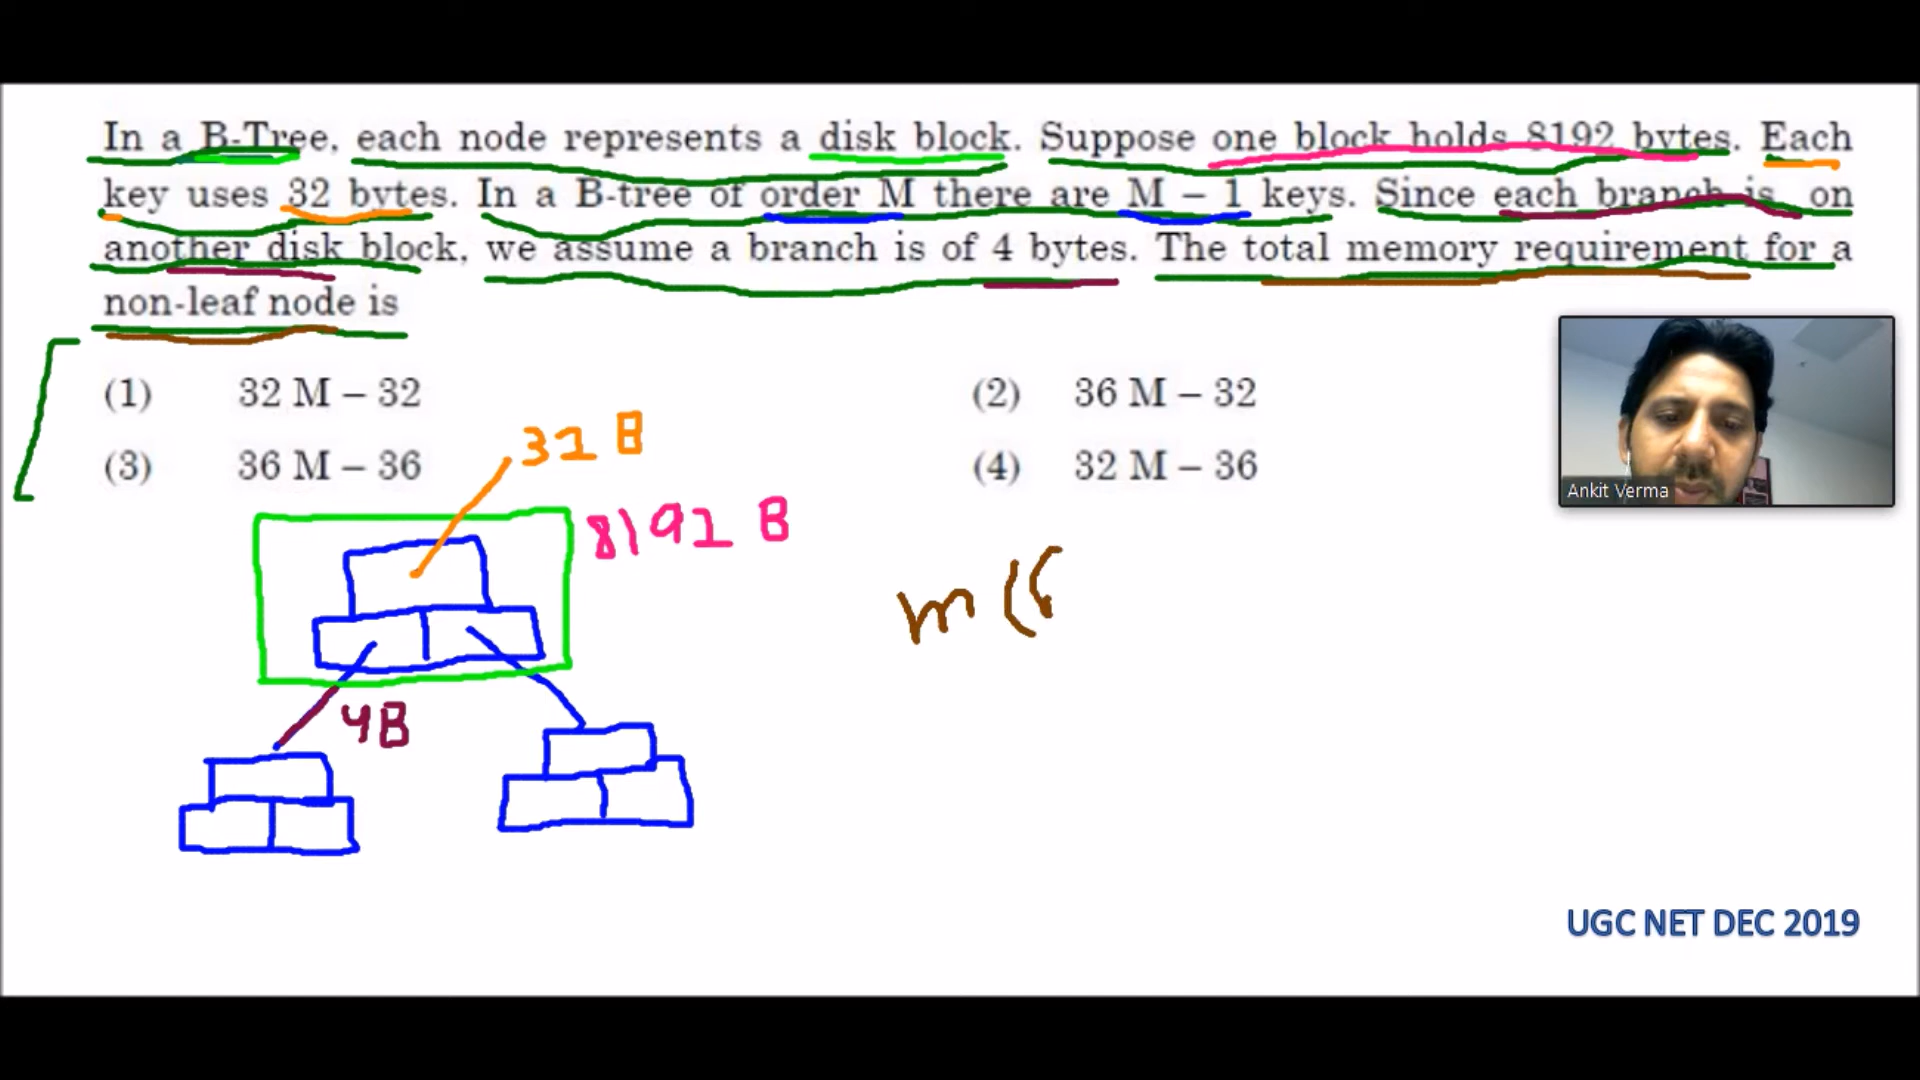 In a B-Tree, each node represents a disk block. Suppose one block holds 8192 bytes. Each
key uses 32 bytes. In a B-tree of order M there are M – 1 keys. Since each branch is on
another disk block, we assume a branch is of 4 bytes. The total memory requirement for a
non-leaf node is
(1) 32 M – 32
(2) 36 M – 32
(3) 36 M – 36
(4) 32 M – 36
32 B
8192 B
m (
4B
Ankit Verma
UGC NET DEC 2019